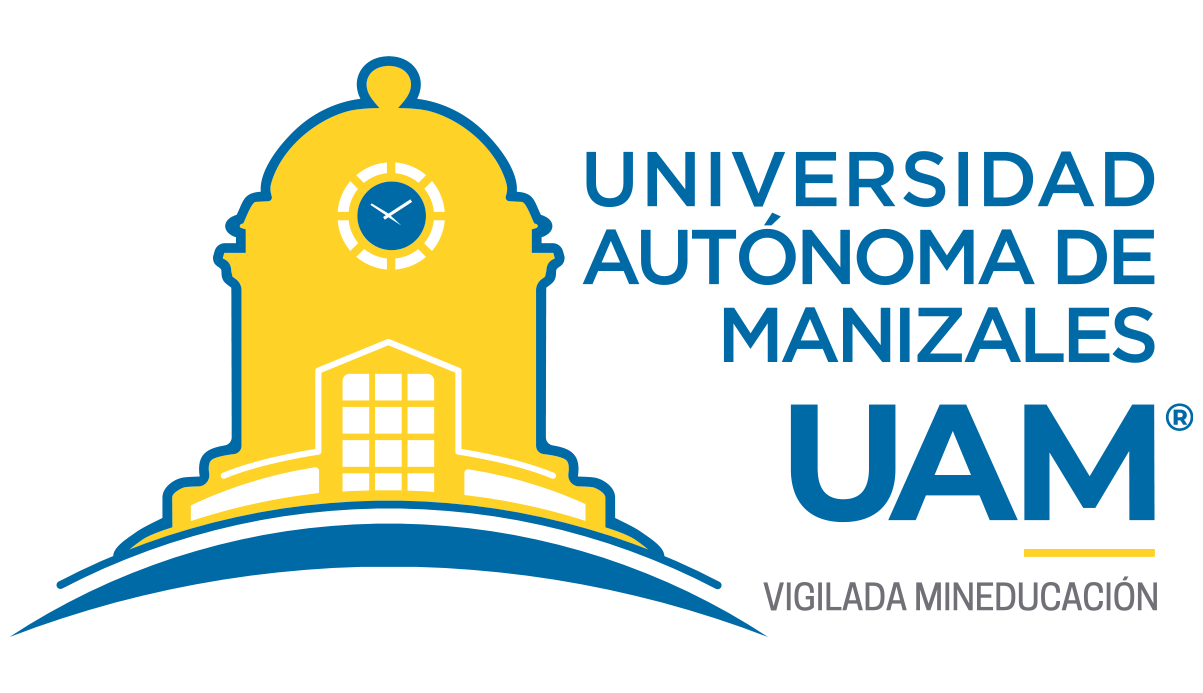 UNIVERSIDAD
AUTÓNOMA DE
MANIZALES
UAM®
VIGILADA MINEDUCACIÓN